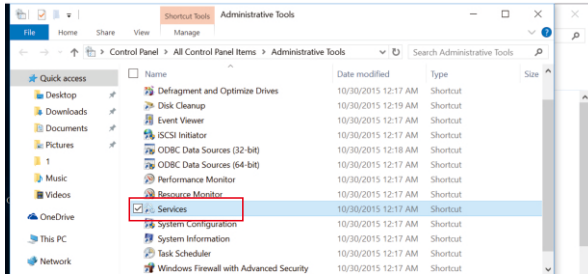 Shortcut Tools Administrative Tools
File Home Share View Manage
Control Panel > All Control Panel Items > Administrative Tools Search Administrative Tools
Name Date modified Type Size
Quick access
Desktop
Downloads
Documents
Pictures
1
Music
Videos
OneDrive
This PC
Network
Defragment and Optimize Drives 10/30/2015 12:17 AM Shortcut
Disk Cleanup 10/30/2015 12:19 AM Shortcut
Event Viewer 10/30/2015 12:17 AM Shortcut
iSCSI Initiator 10/30/2015 12:17 AM Shortcut
ODBC Data Sources (32-bit) 10/30/2015 12:18 AM Shortcut
ODBC Data Sources (64-bit) 10/30/2015 12:17 AM Shortcut
Performance Monitor 10/30/2015 12:17 AM Shortcut
Resource Monitor 10/30/2015 12:17 AM Shortcut
Services 10/30/2015 12:17 AM Shortcut
System Configuration 10/30/2015 12:17 AM Shortcut
System Information 10/30/2015 12:17 AM Shortcut
Task Scheduler 10/30/2015 12:17 AM Shortcut
Windows Firewall with Advanced Security 10/30/2015 12:17 AM Shortcut